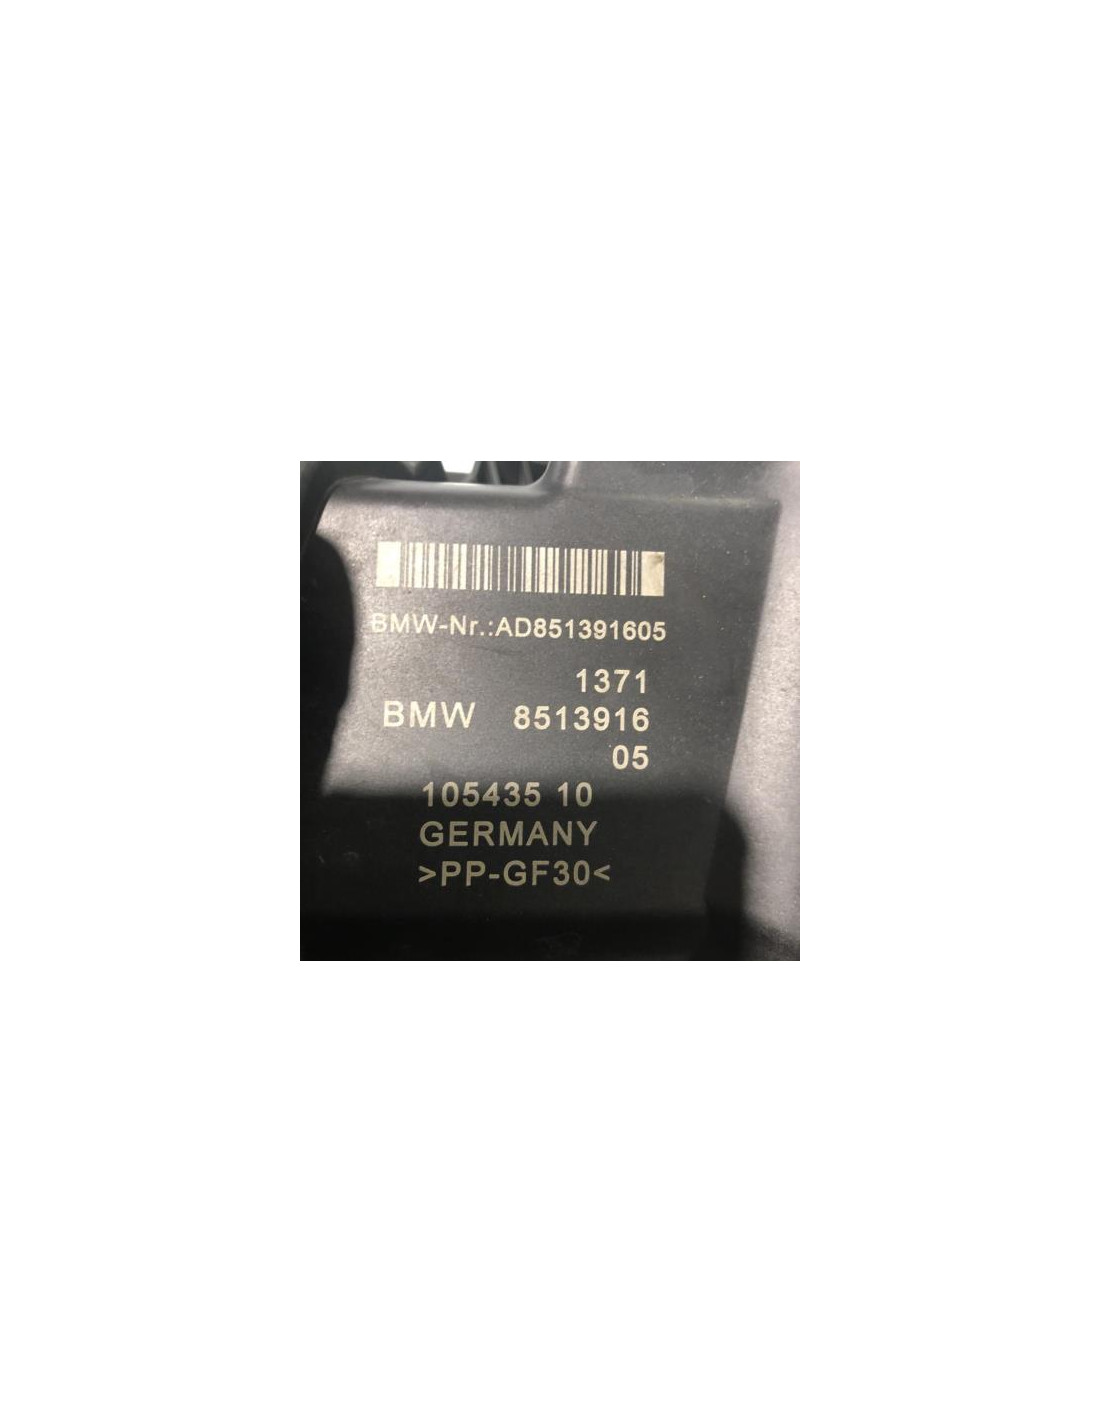 BMW-Nr.:AD851391605
1371
BMW 8513916
05
105435 10
GERMANY
>PP-GF30<